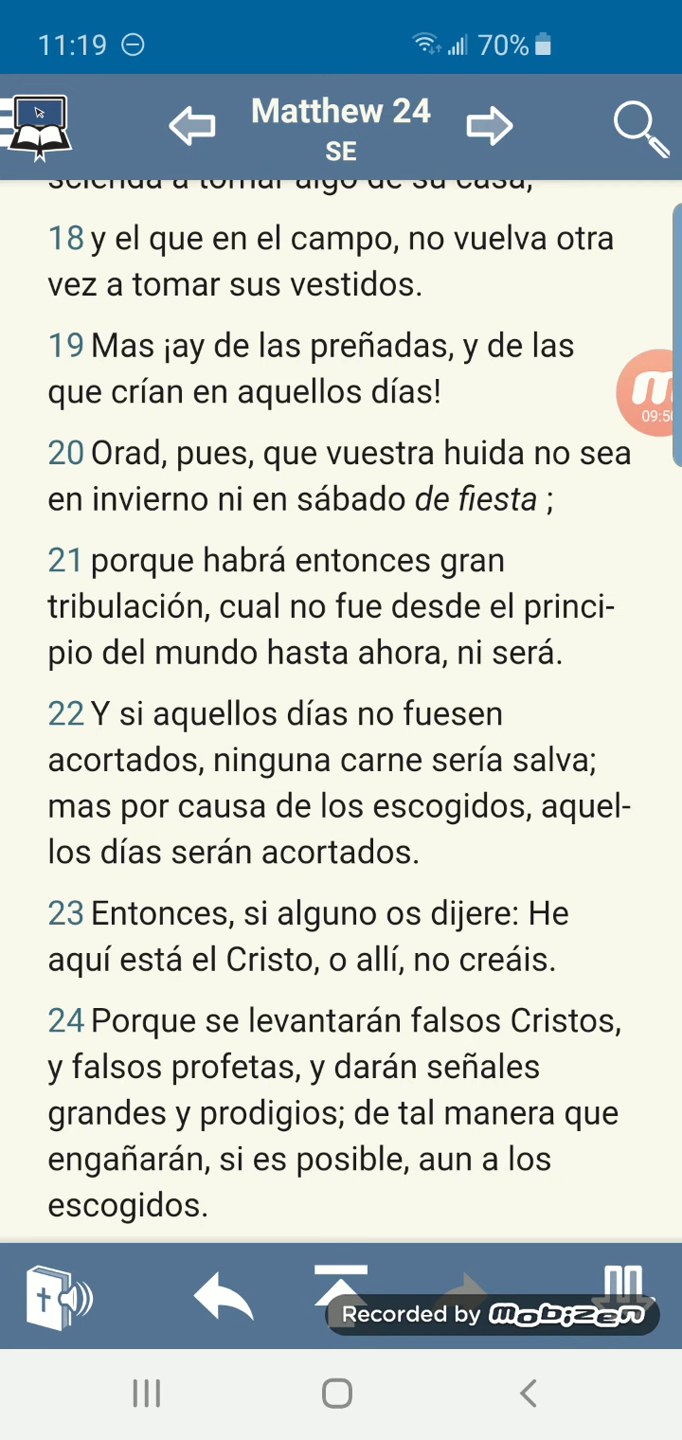 11:19 70%
Matthew 24
SE
scienda a tomar algo de su casa,
18 y el que en el campo, no vuelva otra
vez a tomar sus vestidos.
19 Mas ¡ay de las preñadas, y de las
que crían en aquellos días!
20 Orad, pues, que vuestra huida no sea
en invierno ni en sábado de fiesta ;
21 porque habrá entonces gran
tribulación, cual no fue desde el princi-
pio del mundo hasta ahora, ni será.
22 Y si aquellos días no fuesen
acortados, ninguna carne sería salva;
mas por causa de los escogidos, aquel-
los días serán acortados.
23 Entonces, si alguno os dijere: He
aquí está el Cristo, o allí, no creáis.
24 Porque se levantarán falsos Cristos,
y falsos profetas, y darán señales
grandes y prodigios; de tal manera que
engañarán, si es posible, aun a los
escogidos.
Recorded by mobizen